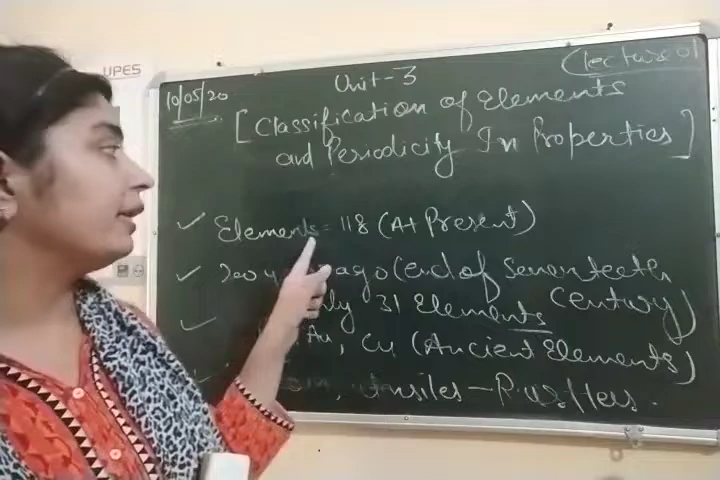 UPES
Lecture 01
10/05/20
Unit-3
[Classification of Elements
and Periodicity In Properties]
✓ Elements = 118 (At Present)
✓ 200 ago (end of Seventeeth
31 Elements Century)
✓ Au, Cu (Ancient Elements)